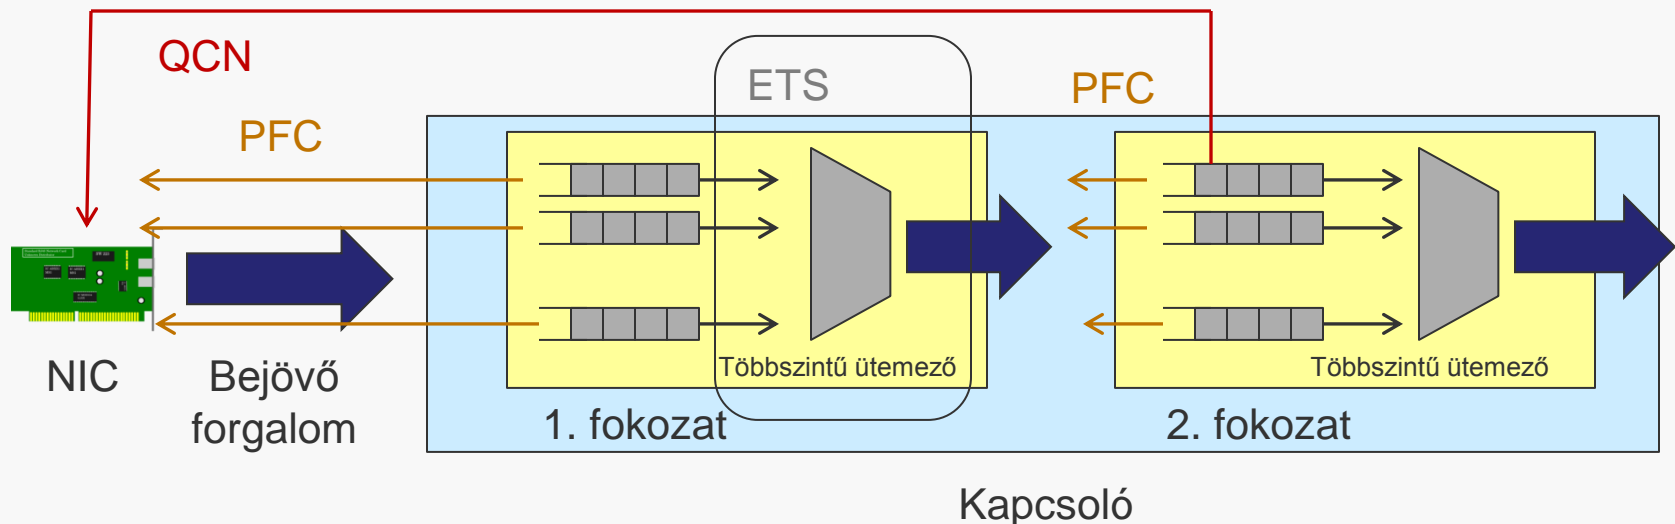 QCN
ETS
PFC
PFC
Többszintű ütemező
Többszintű ütemező
NIC
Bejövő
forgalom
1. fokozat
2. fokozat
Kapcsoló